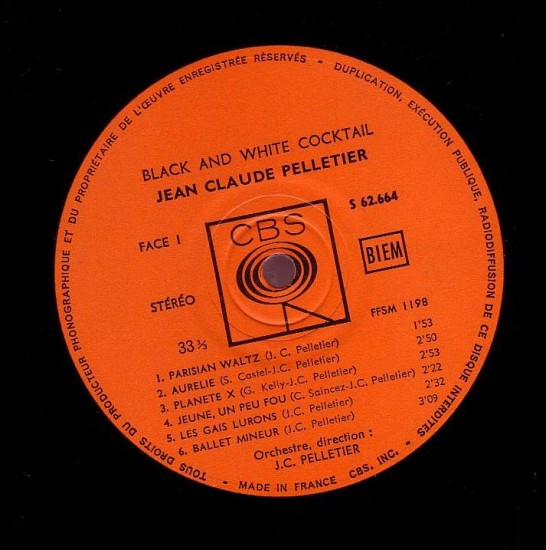 TOUS DROITS DU PRODUCTEUR PHONOGRAPHIQUE ET DU PROPRIÉTAIRE DE L'ŒUVRE ENREGISTRÉE RÉSERVÉS - DUPLICATION, EXÉCUTION PUBLIQUE, RADIODIFFUSION DE CE DISQUE INTERDITES -
BLACK AND WHITE COCKTAIL
JEAN CLAUDE PELLETIER
S 62.664
FACE I
CBS
BIEM
STÉRÉO
FFSM 1198
33⅓
1. PARISIAN WALTZ (J.C. Pelletier) 1'53
2. AURELIE (S. Castel-J.C. Pelletier) 2'50
3. PLANETE X (G. Kelly-J.C. Pelletier) 2'53
4. JEUNE, UN PEU FOU (C. Saincez-J.C. Pelletier) 2'22
5. LES GAIS LURONS (J.C. Pelletier) 2'32
6. BALLET MINEUR (J.C. Pelletier) 3'09
Orchestre, direction :
J.C. PELLETIER
MADE IN FRANCE CBS, INC. -